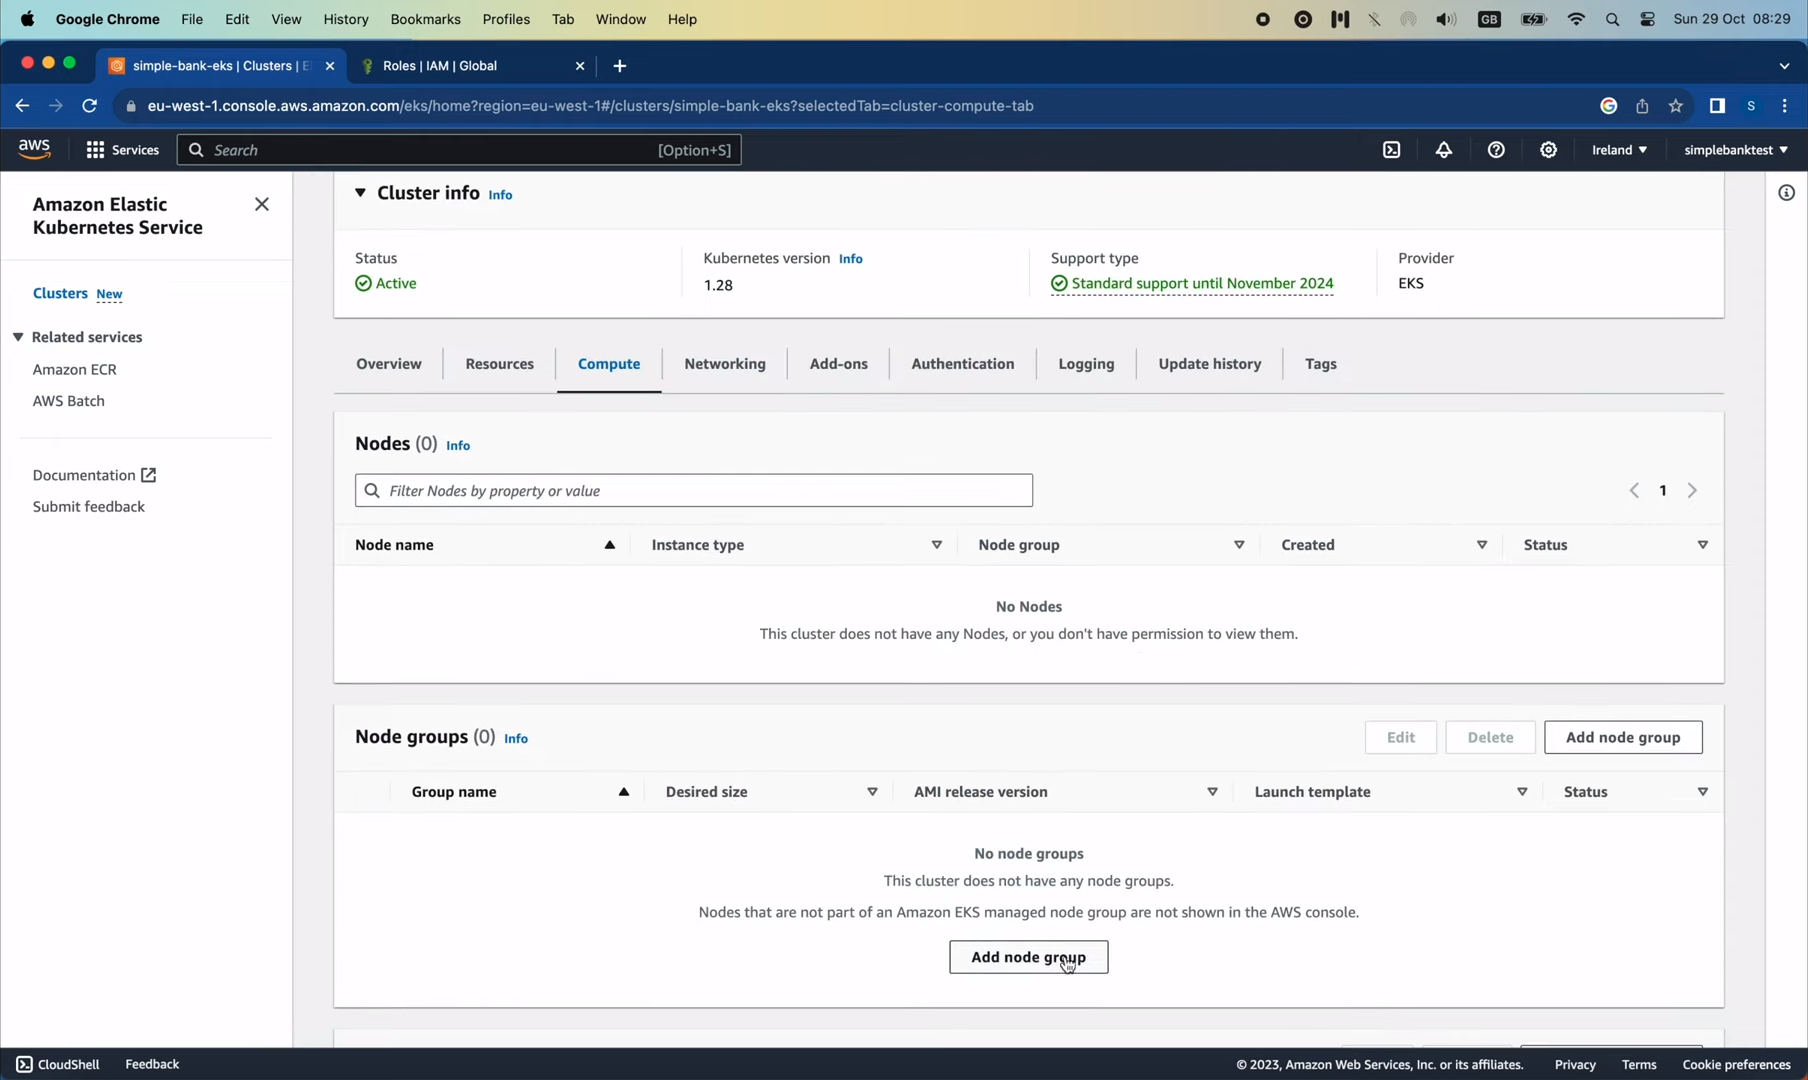 Google Chrome File Edit View History Bookmarks Profiles Tab Window Help GB Sun 29 Oct 08:29
simple-bank-eks | Clusters | E Roles | IAM | Global
eu-west-1.console.aws.amazon.com/eks/home?region=eu-west-1#/clusters/simple-bank-eks?selectedTab=cluster-compute-tab S
aws Services Search [Option+S] Ireland simplebanktest
Amazon Elastic
Kubernetes Service
Clusters New
Related services
Amazon ECR
AWS Batch
Documentation
Submit feedback
Cluster info Info
Status Kubernetes version Info Support type Provider
Active 1.28 Standard support until November 2024 EKS
Overview Resources Compute Networking Add-ons Authentication Logging Update history Tags
Nodes (0) Info
Filter Nodes by property or value 1
Node name Instance type Node group Created Status
No Nodes
This cluster does not have any Nodes, or you don't have permission to view them.
Node groups (0) Info Edit Delete Add node group
Group name Desired size AMI release version Launch template Status
No node groups
This cluster does not have any node groups.
Nodes that are not part of an Amazon EKS managed node group are not shown in the AWS console.
Add node group
CloudShell Feedback © 2023, Amazon Web Services, Inc. or its affiliates. Privacy Terms Cookie preferences